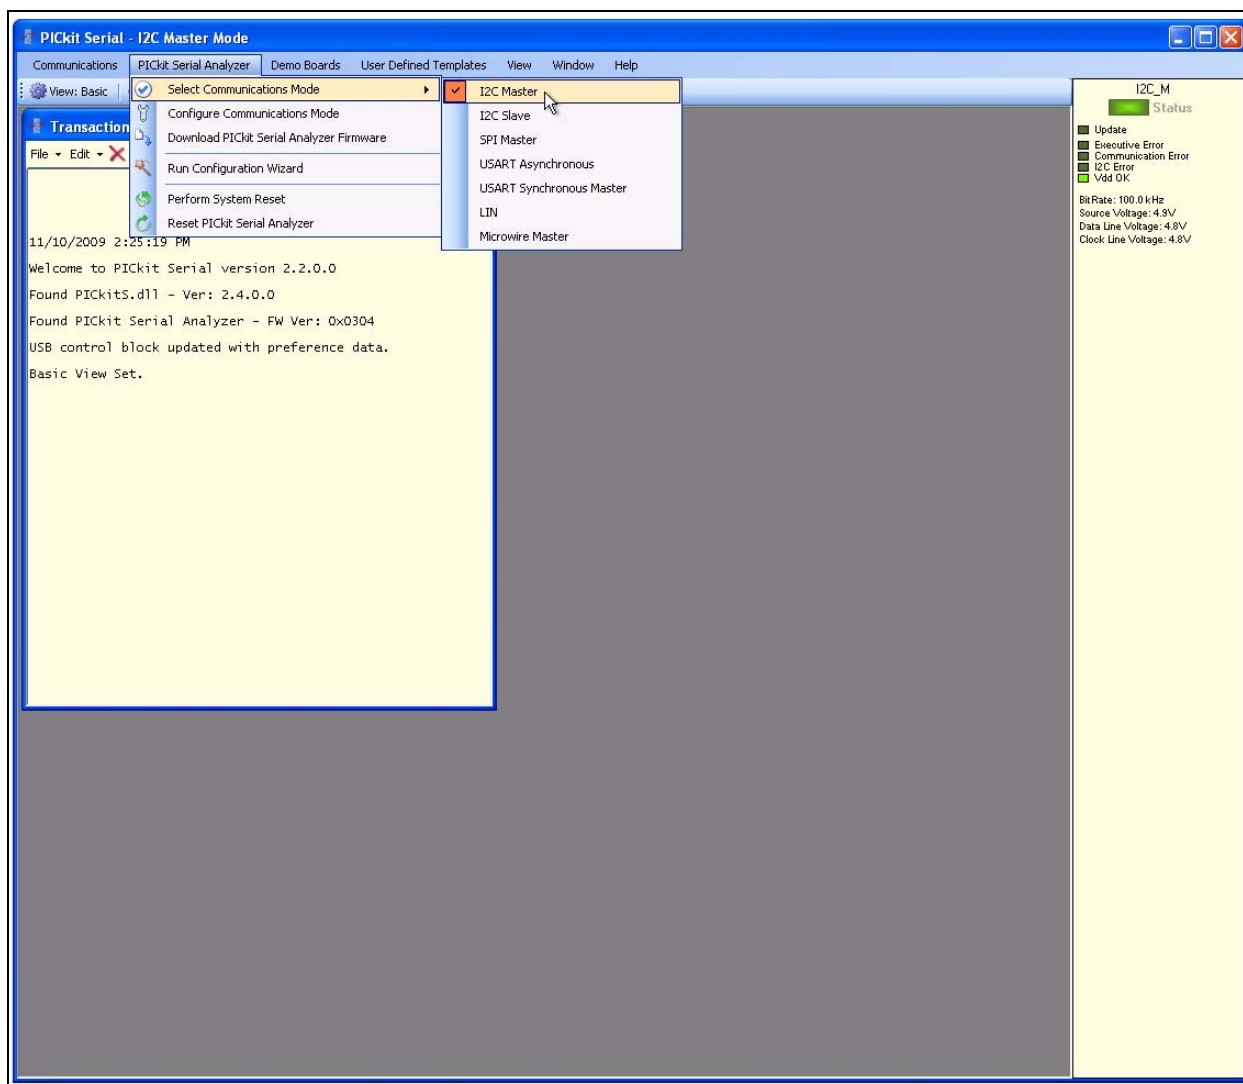 PICkit Serial - I2C Master Mode
Communications PICkit Serial Analyzer Demo Boards User Defined Templates View Window Help
View: Basic
Select Communications Mode
Configure Communications Mode
Download PICkit Serial Analyzer Firmware
Run Configuration Wizard
Perform System Reset
Reset PICkit Serial Analyzer
I2C Master
I2C Slave
SPI Master
USART Asynchronous
USART Synchronous Master
LIN
Microwire Master
Transaction
File Edit
11/10/2009 2:25:19 PM
Welcome to PICkit Serial version 2.2.0.0
Found PICkitS.dll - Ver: 2.4.0.0
Found PICkit Serial Analyzer - FW Ver: 0x0304
USB control block updated with preference data.
Basic View Set.
I2C_M
Status
Update
Executive Error
Communication Error
I2C Error
Vdd OK
BitRate: 100.0 kHz
Source Voltage: 4.9V
Data Line Voltage: 4.8V
Clock Line Voltage: 4.8V